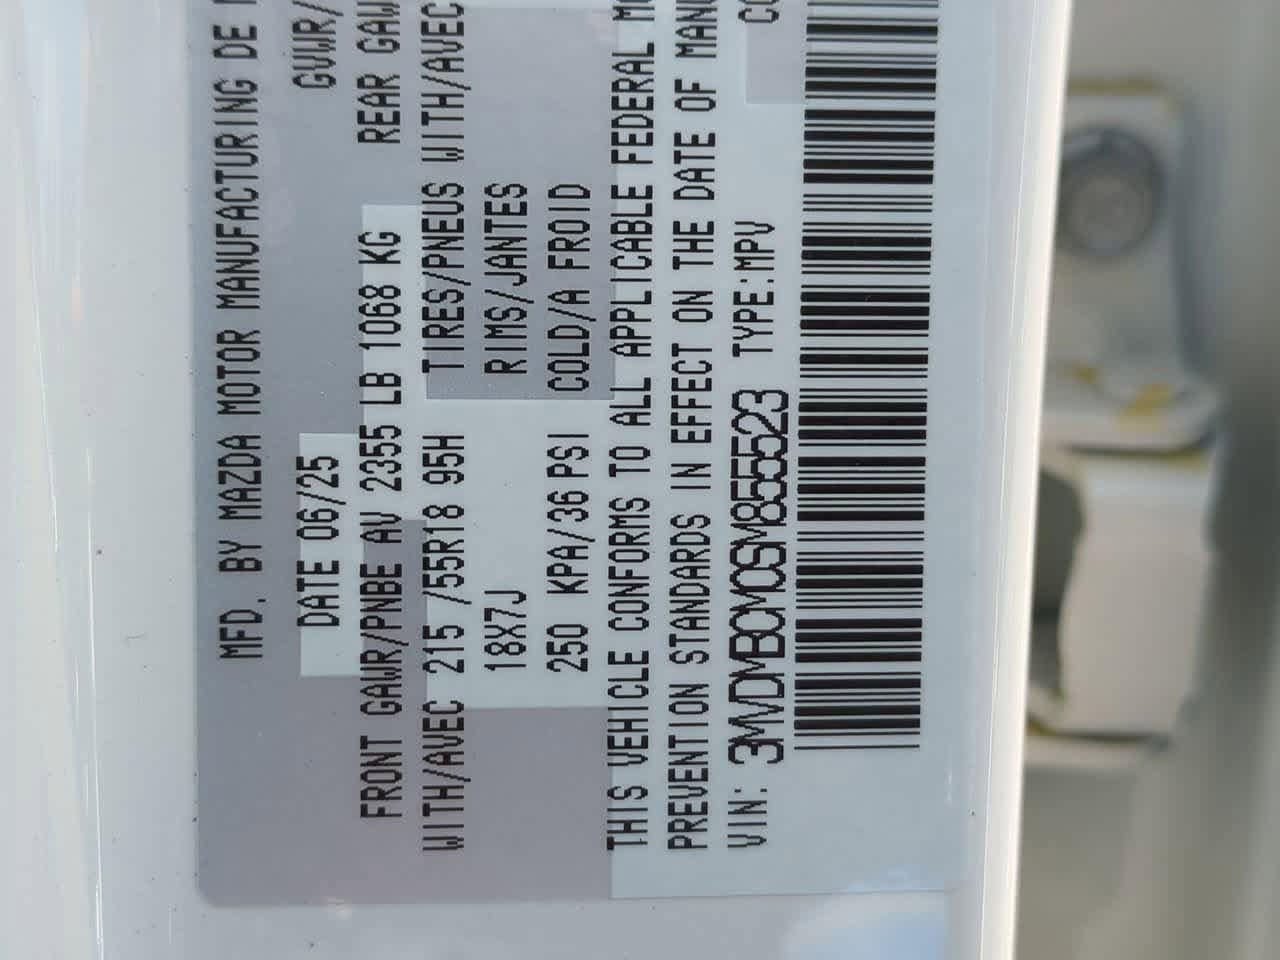 MFD. BY MAZDA MOTOR MANUFACTURING DE
DATE 06/25 GVWR/
FRONT GAWR/PNBE AV 2355 LB 1068 KG REAR GAW
WITH/AVEC 215 /55R18 95H TIRES/PNEUS WITH/AVEC
18X7J RIMS/JANTES
250 KPA/36 PSI COLD/A FROID
THIS VEHICLE CONFORMS TO ALL APPLICABLE FEDERAL MO
PREVENTION STANDARDS IN EFFECT ON THE DATE OF MANU
VIN: 3MVDMBCM0SM855523 TYPE:MPV CO